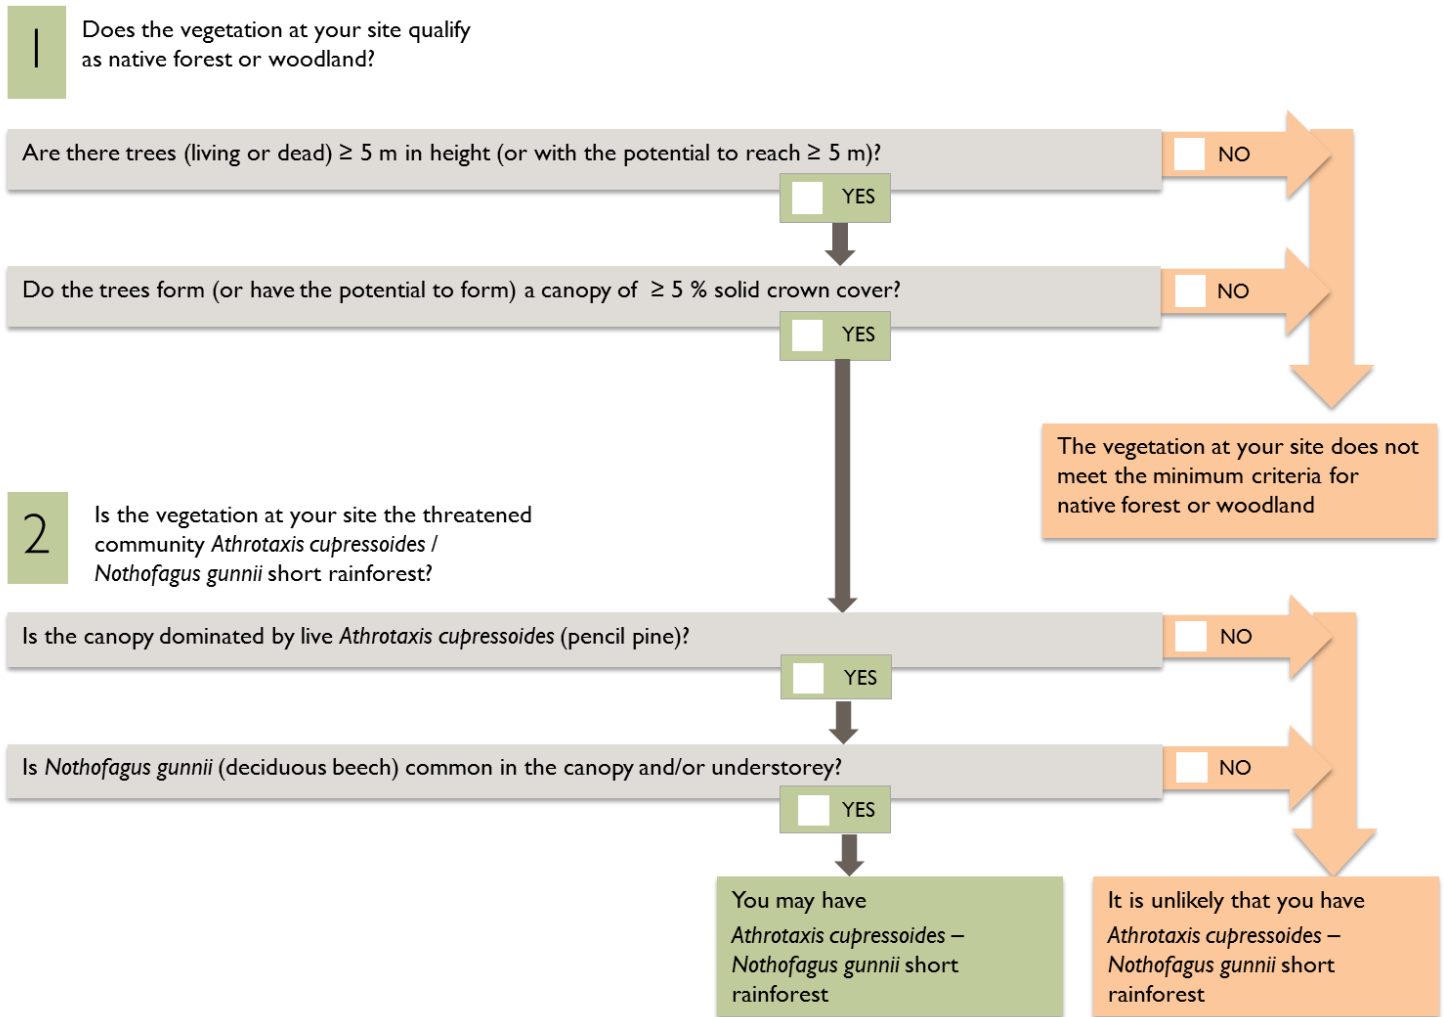 1
Does the vegetation at your site qualify
as native forest or woodland?
Are there trees (living or dead) ≥ 5 m in height (or with the potential to reach ≥ 5 m)?
NO
YES
Do the trees form (or have the potential to form) a canopy of ≥ 5 % solid crown cover?
NO
YES
The vegetation at your site does not
meet the minimum criteria for
native forest or woodland
2
Is the vegetation at your site the threatened
community Athrotaxis cupressoides /
Nothofagus gunnii short rainforest?
Is the canopy dominated by live Athrotaxis cupressoides (pencil pine)?
NO
YES
Is Nothofagus gunnii (deciduous beech) common in the canopy and/or understorey?
NO
YES
You may have
Athrotaxis cupressoides –
Nothofagus gunnii short
rainforest
It is unlikely that you have
Athrotaxis cupressoides –
Nothofagus gunnii short
rainforest